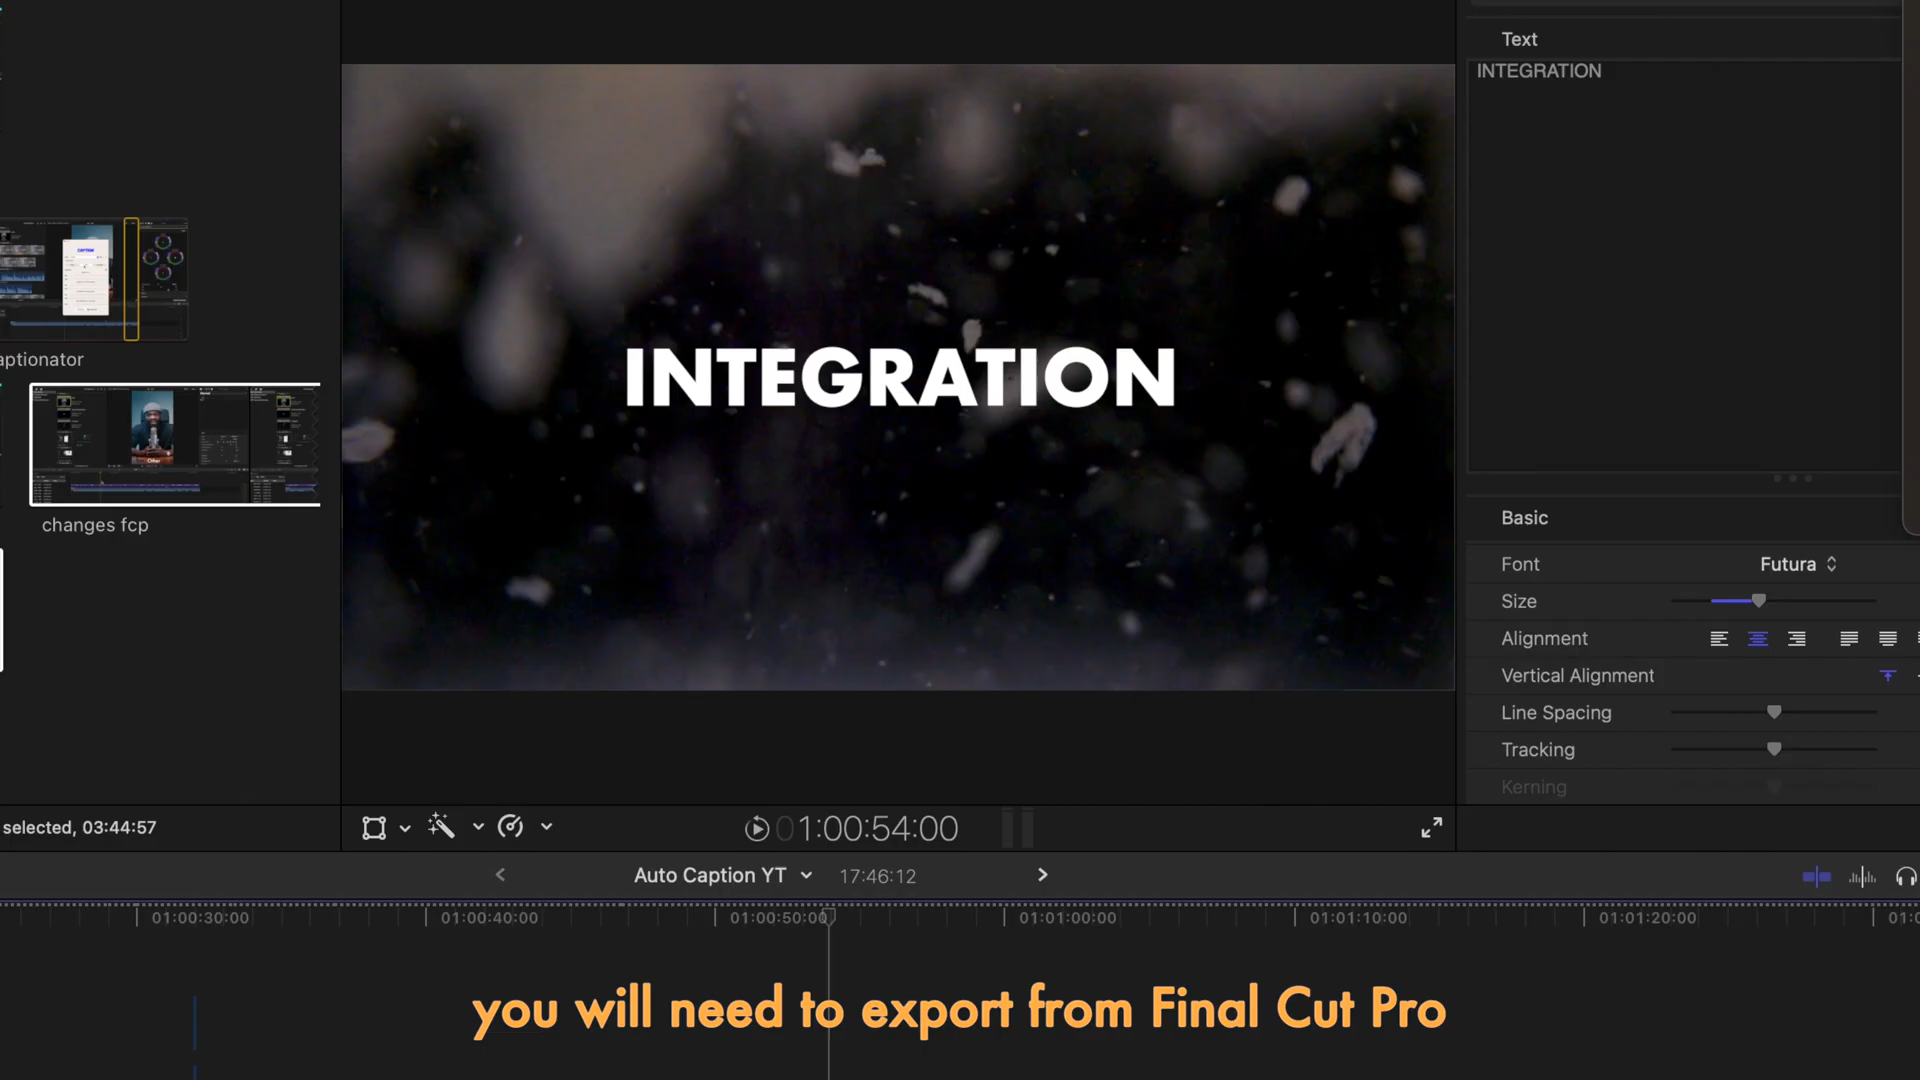 Text
INTEGRATION
INTEGRATION
aptionator
changes fcp
Basic
Font
Futura
Size
Alignment
Vertical Alignment
Line Spacing
Tracking
Kerning
selected, 03:44:57
01:00:54:00
Auto Caption YT
17:46:12
01:00:30:00
01:00:40:00
01:00:50:00
01:01:00:00
01:01:10:00
01:01:20:00
01:0
you will need to export from Final Cut Pro